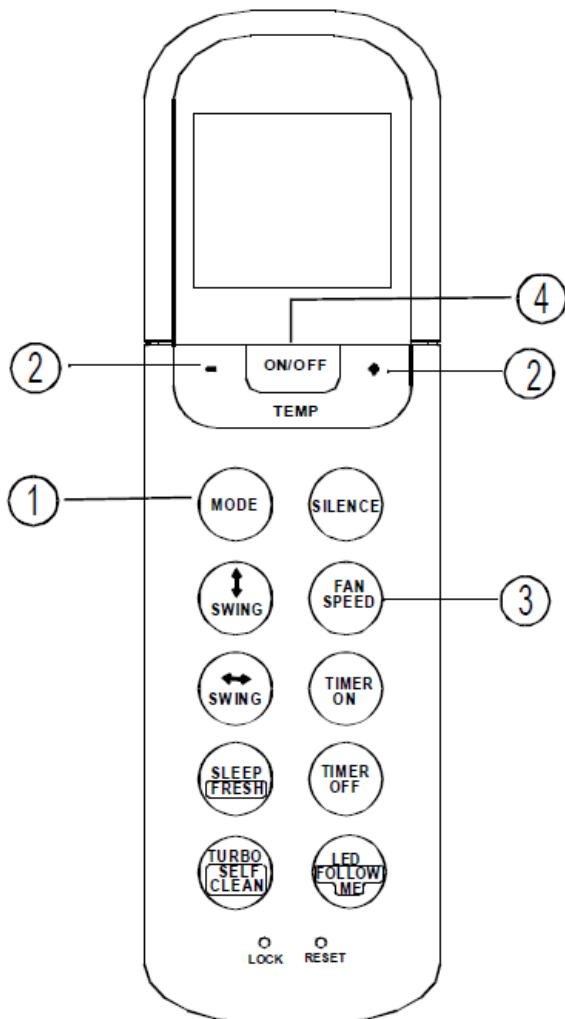 4
2
-
ON/OFF
+
2
TEMP
1
MODE
SILENCE
SWING
FAN
SPEED
3
SWING
TIMER
ON
SLEEP
FRESH
TIMER
OFF
TURBO
SELF
CLEAN
LED
FOLLOW
ME
LOCK
RESET